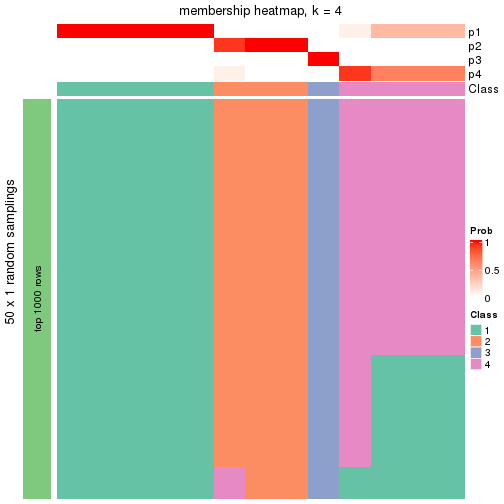 membership heatmap, k = 4
p1
p2
p3
p4
Class
50 x 1 random samplings
top 1000 rows
Prob
1
0.5
0
Class
1
2
3
4